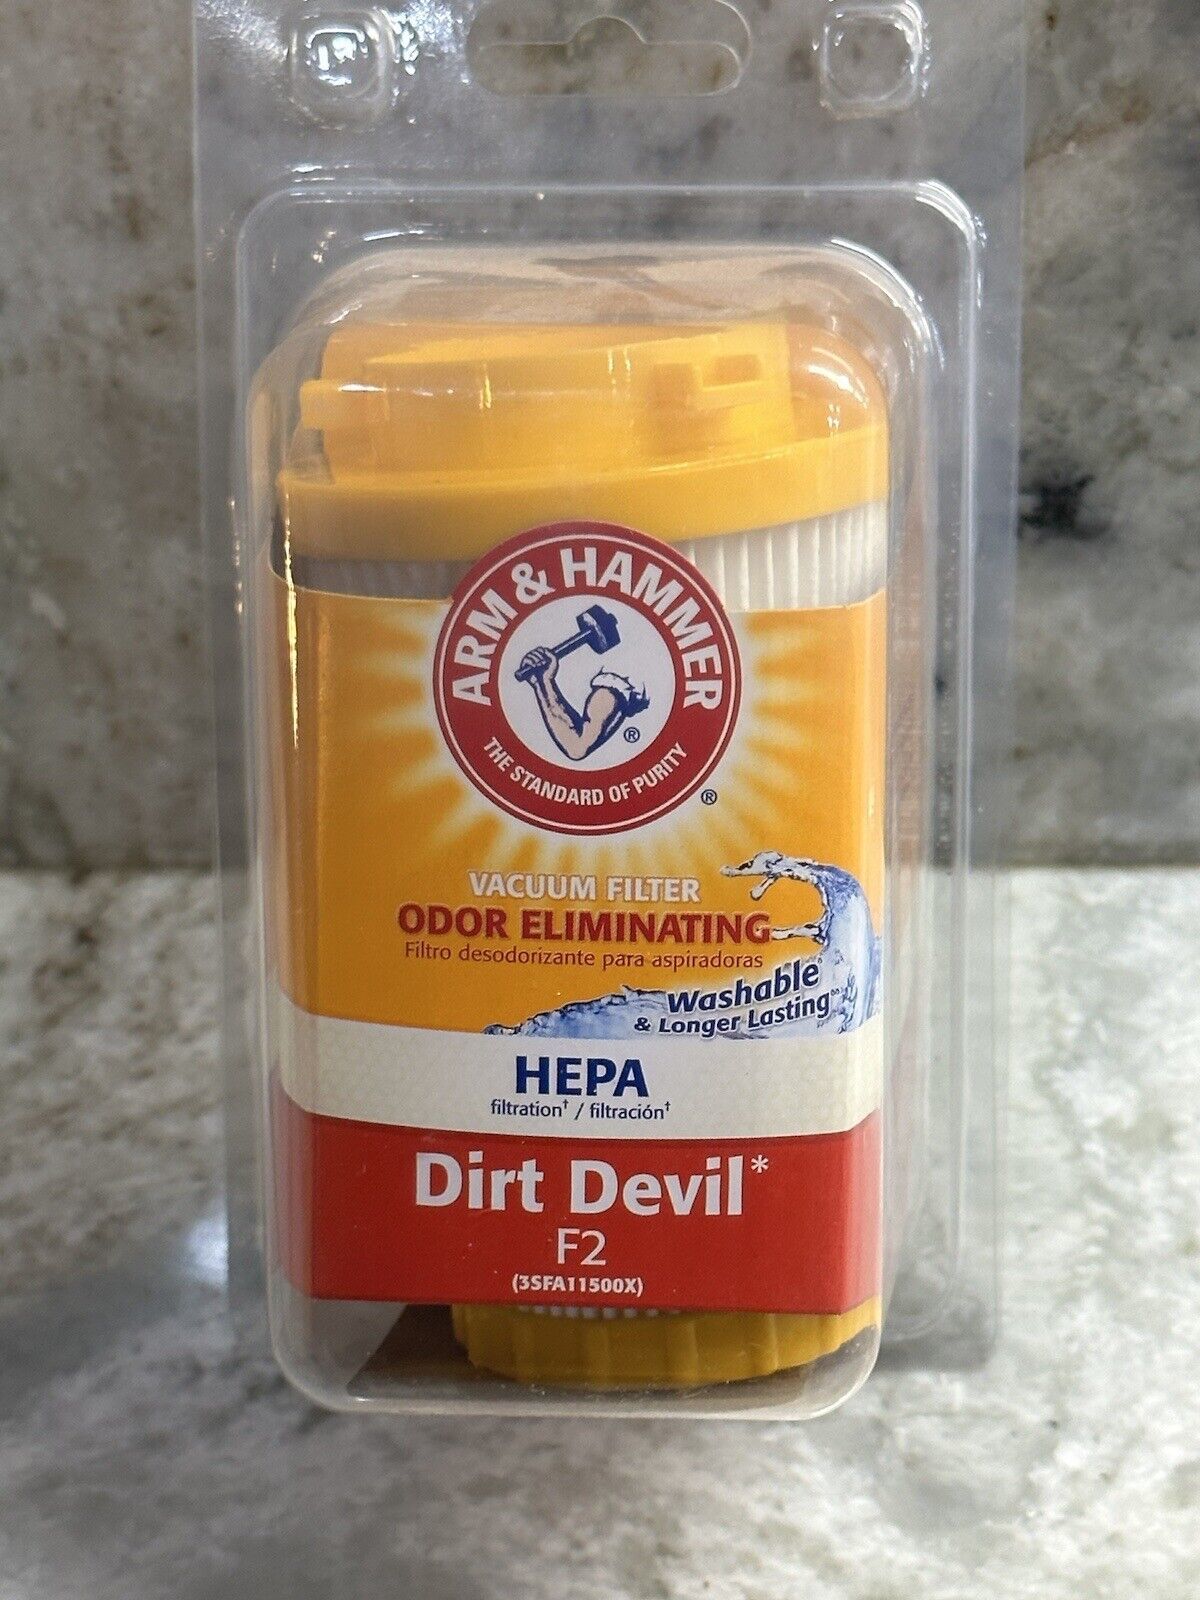 ARM & HAMMER
®
THE STANDARD OF PURITY
®
VACUUM FILTER
ODOR ELIMINATING
Filtro desodorizante para aspiradoras
Washable
& Longer Lasting
HEPA
filtration† / filtración†
Dirt Devil*
F2
(3SFA11500X)